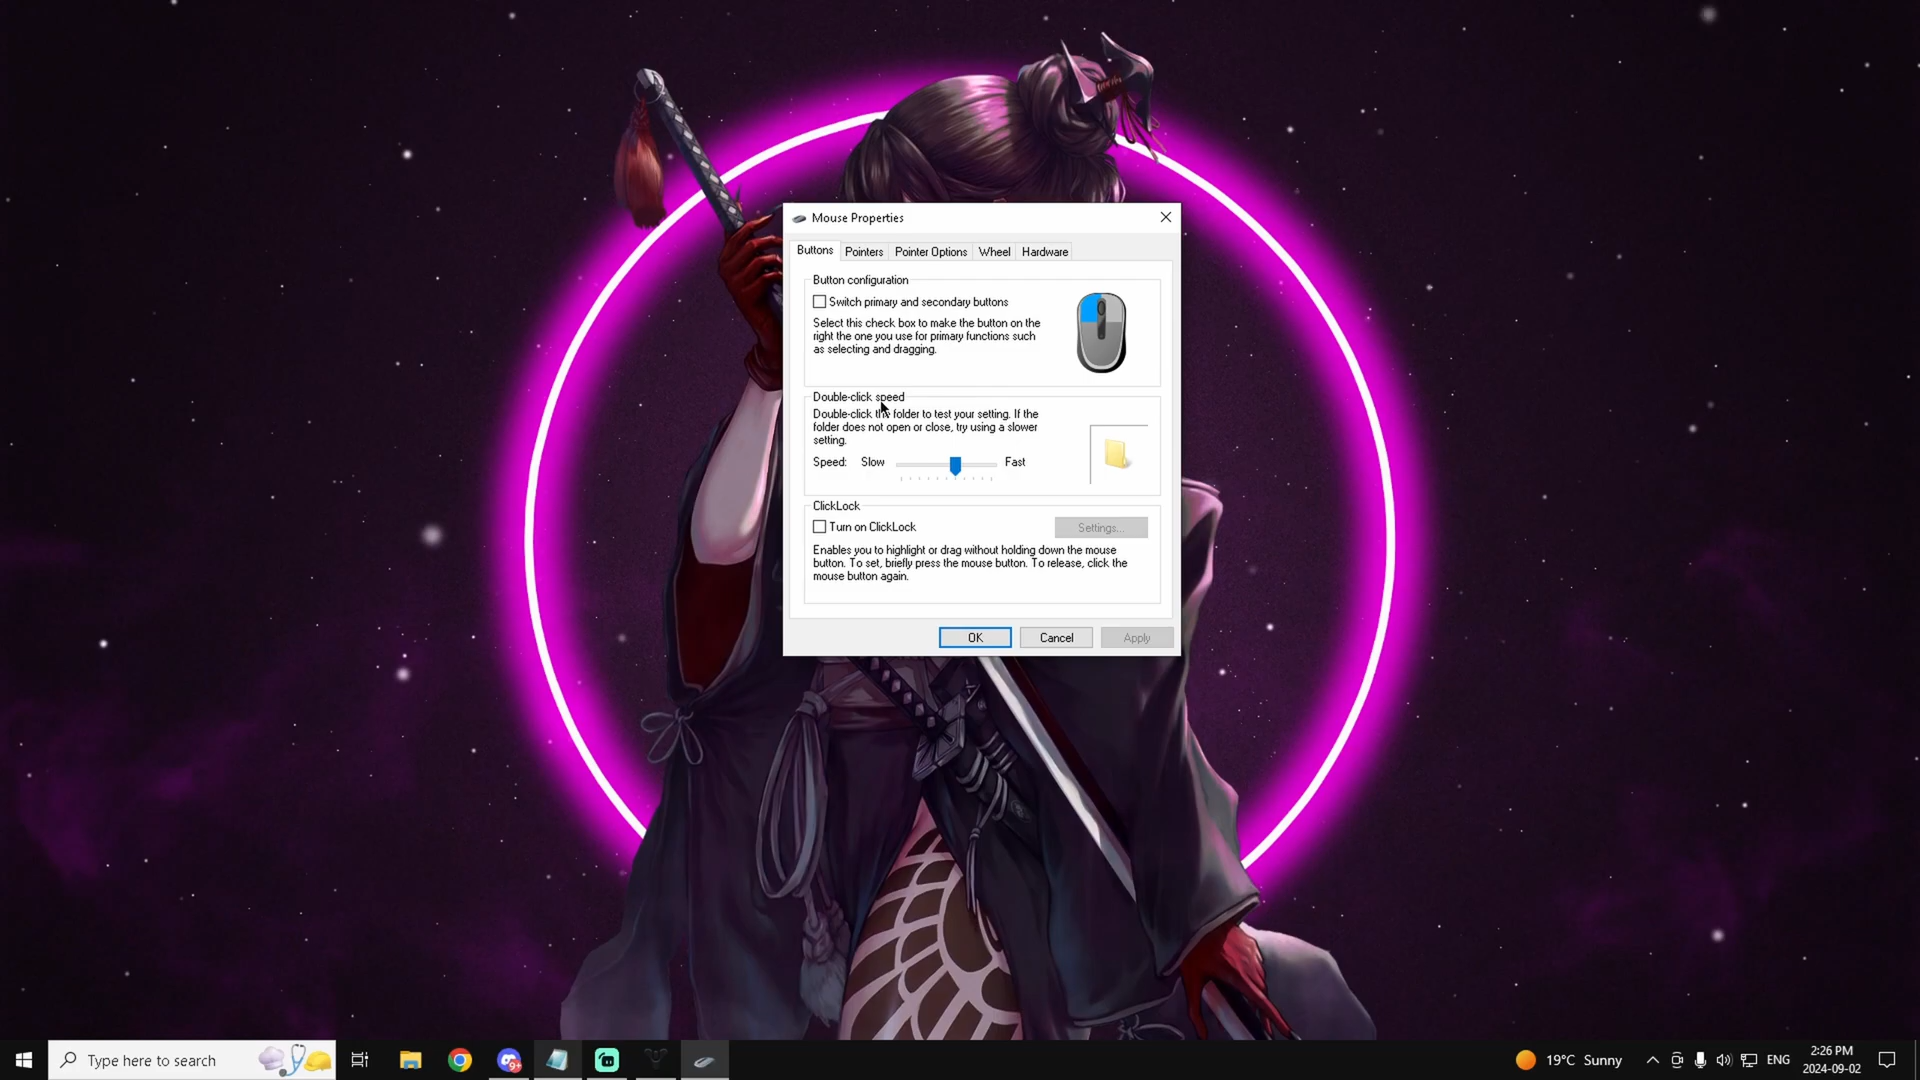 Mouse Properties
Buttons Pointers Pointer Options Wheel Hardware
Button configuration
Switch primary and secondary buttons
Select this check box to make the button on the
right the one you use for primary functions such
as selecting and dragging.
Double-click speed
Double-click the folder to test your setting. If the
folder does not open or close, try using a slower
setting.
Speed: Slow Fast
ClickLock
Turn on ClickLock Settings...
Enables you to highlight or drag without holding down the mouse
button. To set, briefly press the mouse button. To release, click the
mouse button again.
OK Cancel Apply
Type here to search
9+
19°C Sunny
ENG
2:26 PM
2024-09-02